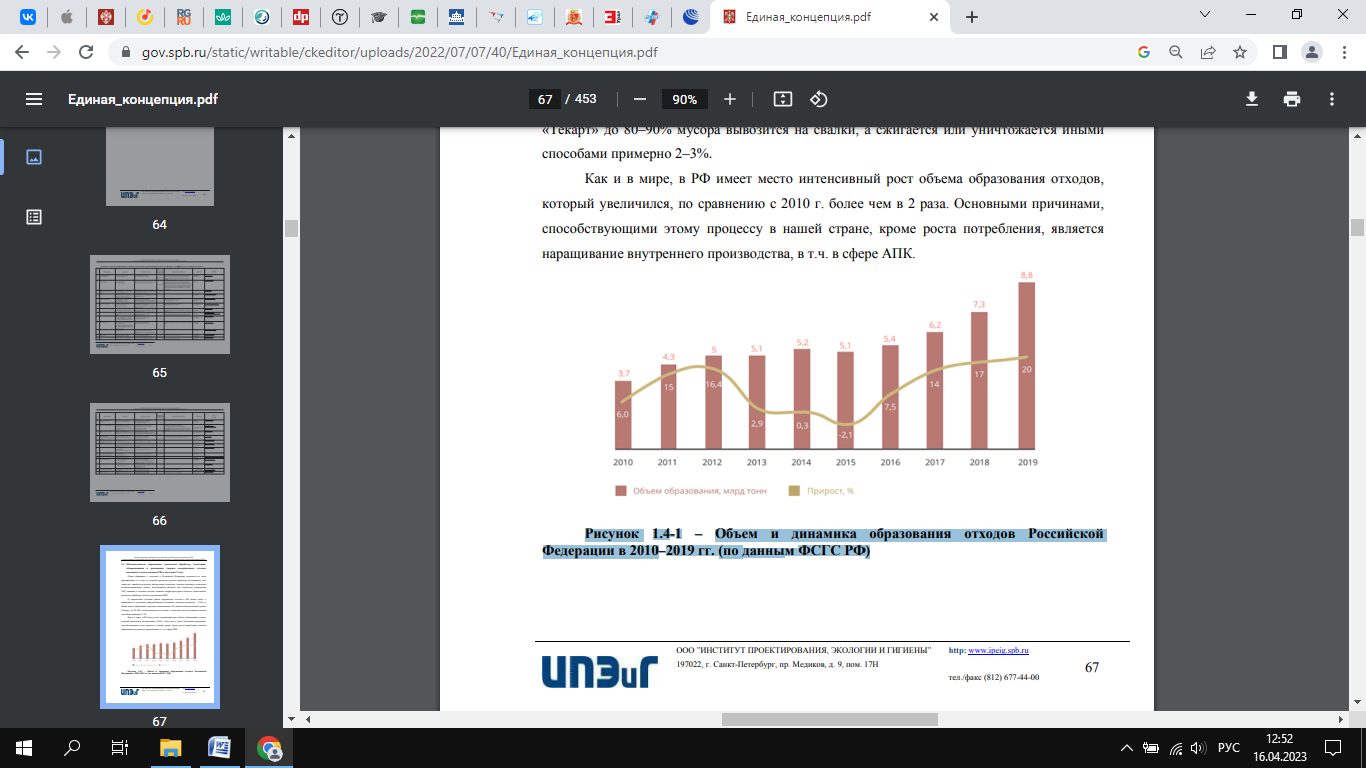 Единая_концепция.pdf
gov.spb.ru/static/writable/ckeditor/uploads/2022/07/07/40/Единая_концепция.pdf
Единая_концепция.pdf
67 / 453
90%
64
65
66
67
«Текарт» до 80–90% мусора вывозится на свалки, а сжигается или уничтожается иными
способами примерно 2–3%.
Как и в мире, в РФ имеет место интенсивный рост объема образования отходов,
который увеличился, по сравнению с 2010 г. более чем в 2 раза. Основными причинами,
способствующими этому процессу в нашей стране, кроме роста потребления, является
наращивание внутреннего производства, в т.ч. в сфере АПК.
3,7 4,3 5 5,1 5,2 5,1 5,4 6,2 7,3 8,8
6,0 15 16,4 2,9 0,3 -2,1 7,5 14 17 20
2010 2011 2012 2013 2014 2015 2016 2017 2018 2019
Объем образования, млрд тонн Прирост, %
Рисунок 1.4-1 – Объем и динамика образования отходов Российской
Федерации в 2010–2019 гг. (по данным ФСГС РФ)
ИПЭиГ
ООО "ИНСТИТУТ ПРОЕКТИРОВАНИЯ, ЭКОЛОГИИ И ГИГИЕНЫ"
197022, г. Санкт-Петербург, пр. Медиков, д. 9, пом. 17Н
http: www.ipeig.spb.ru
тел./факс (812) 677-44-00
67
РУС
12:52
16.04.2023